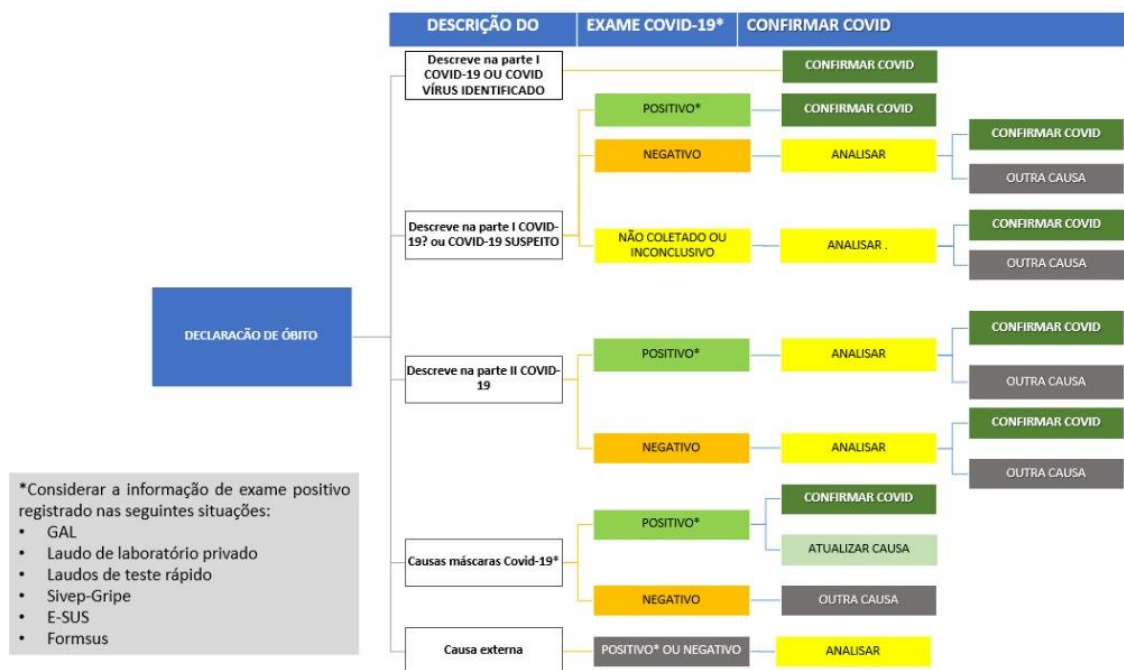 DESCRIÇÃO DO
EXAME COVID-19*
CONFIRMAR COVID
Descreve na parte I
COVID-19 OU COVID
VÍRUS IDENTIFICADO
CONFIRMAR COVID
POSITIVO*
CONFIRMAR COVID
NEGATIVO
ANALISAR
CONFIRMAR COVID
OUTRA CAUSA
Descreve na parte I COVID-
19? ou COVID-19 SUSPEITO
NÃO COLETADO OU
INCONCLUSIVO
ANALISAR .
CONFIRMAR COVID
OUTRA CAUSA
DECLARACÃO DE ÓBITO
Descreve na parte II COVID-
19
POSITIVO*
ANALISAR
CONFIRMAR COVID
OUTRA CAUSA
NEGATIVO
ANALISAR
CONFIRMAR COVID
OUTRA CAUSA
Causas máscaras Covid-19*
POSITIVO*
CONFIRMAR COVID
ATUALIZAR CAUSA
NEGATIVO
OUTRA CAUSA
Causa externa
POSITIVO* OU NEGATIVO
ANALISAR
*Considerar a informação de exame positivo
registrado nas seguintes situações:
• GAL
• Laudo de laboratório privado
• Laudos de teste rápido
• Sivep-Gripe
• E-SUS
• Formsus